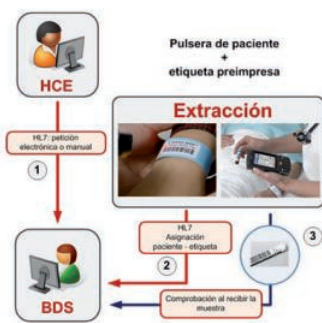 Pulsera de paciente
+
etiqueta preimpresa
HCE
Extracción
HL7: petición
electrónica o manual
1
HL7
Asignación
paciente - etiqueta
2
3
BDS
Comprobación al recibir la
muestra